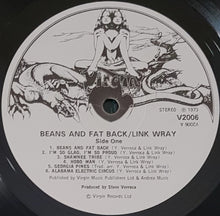 Virgin
STEREO
℗ 1973
V2006
BEANS AND FAT BACK/LINK WRAY
Side One
1. BEANS AND FAT BACK (Y. Verroca & V Link Wray)
2. I'M SO GLAD, I'M SO PROUD (Y. Verroca & V Link Wray)
3. SHAWNEE TRIBE (Y. Verroca & V Link Wray)
4. HOBO MAN (Y. Verroca & V Link Wray)
5. GEORGIA PINES (Trad. arr. Y. Verroca & V Link Wray)
6. ALABAMA ELECTRIC CIRCUS (Y. Verroca & V Link Wray)
Published by Virgin Music Publishers Ltd & Andrew Music
Produced by Steve Verroca
Virgin Records Ltd